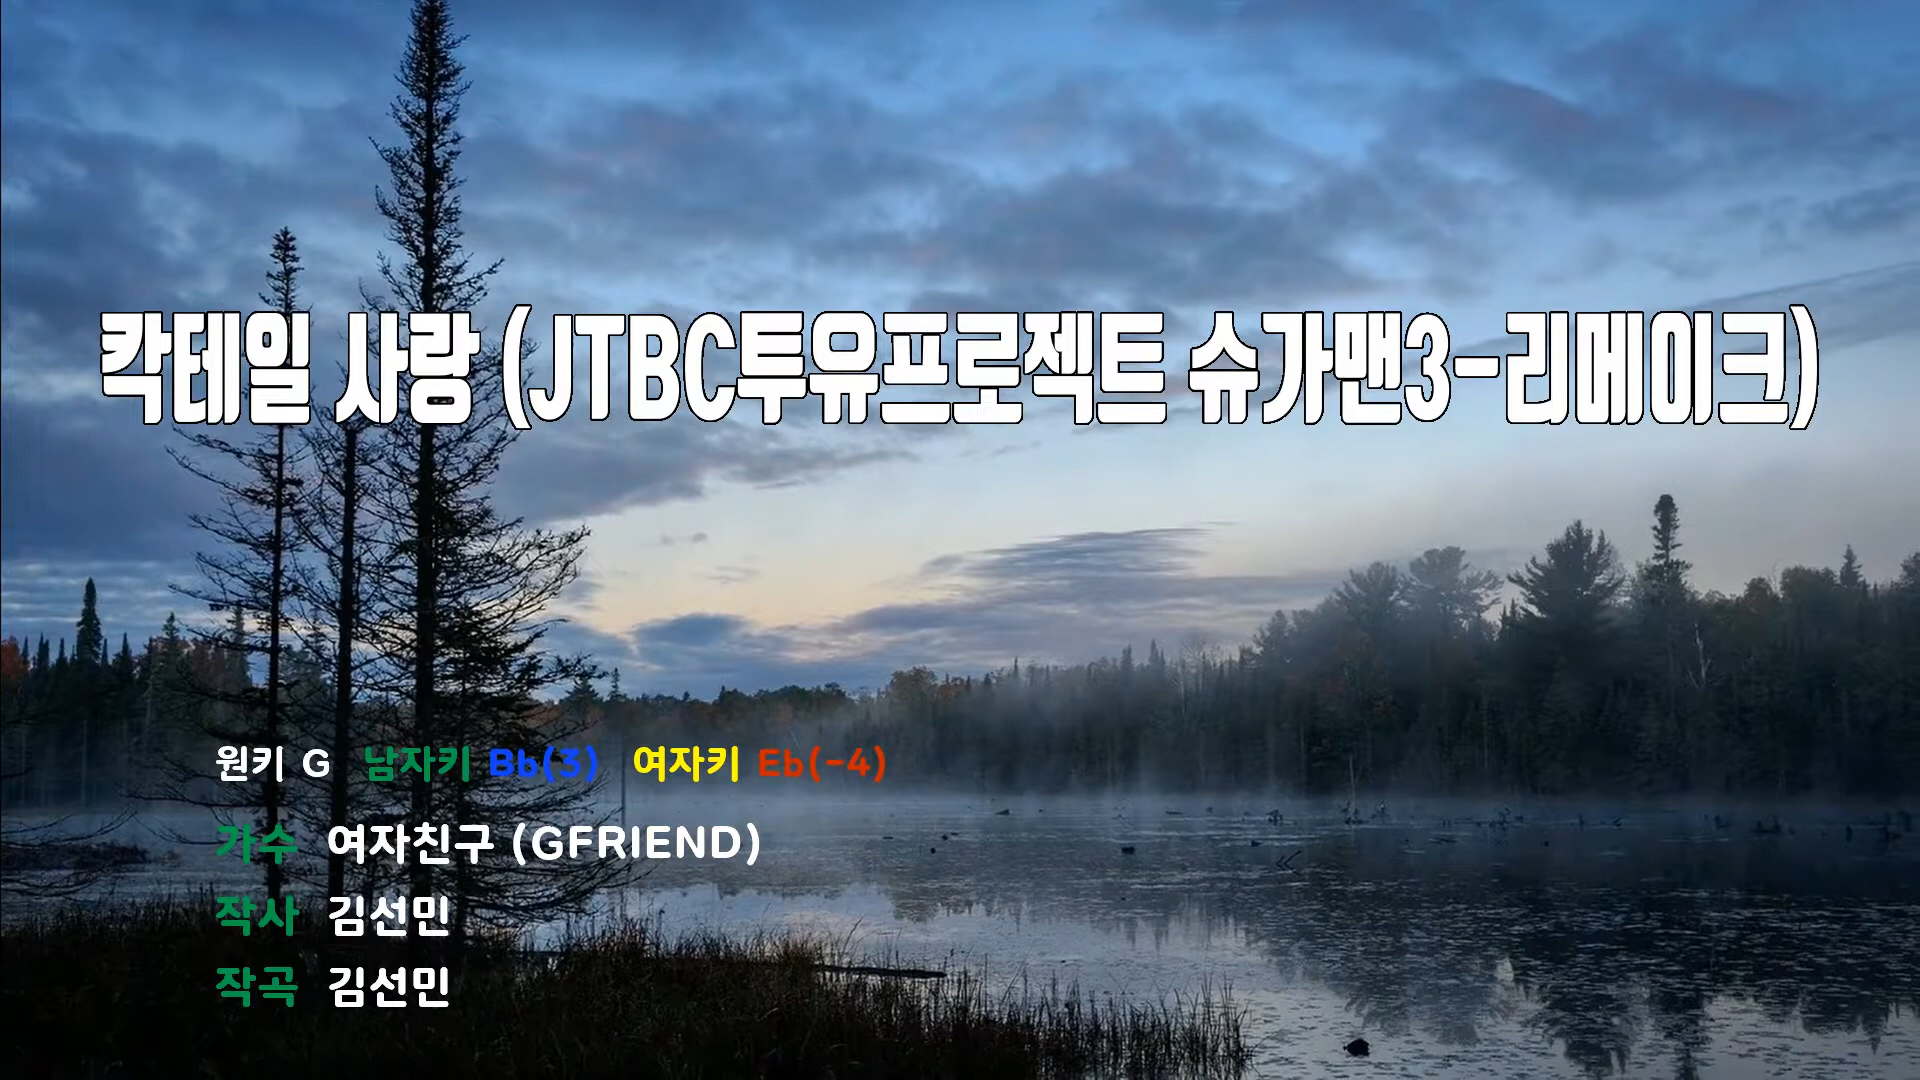 칵테일 사랑 (JTBC투유프로젝트 슈가맨3-리메이크)
원키 G 남자키 Bb(3) 여자키 Eb(-4)
가수 여자친구 (GFRIEND)
작사 김선민
작곡 김선민